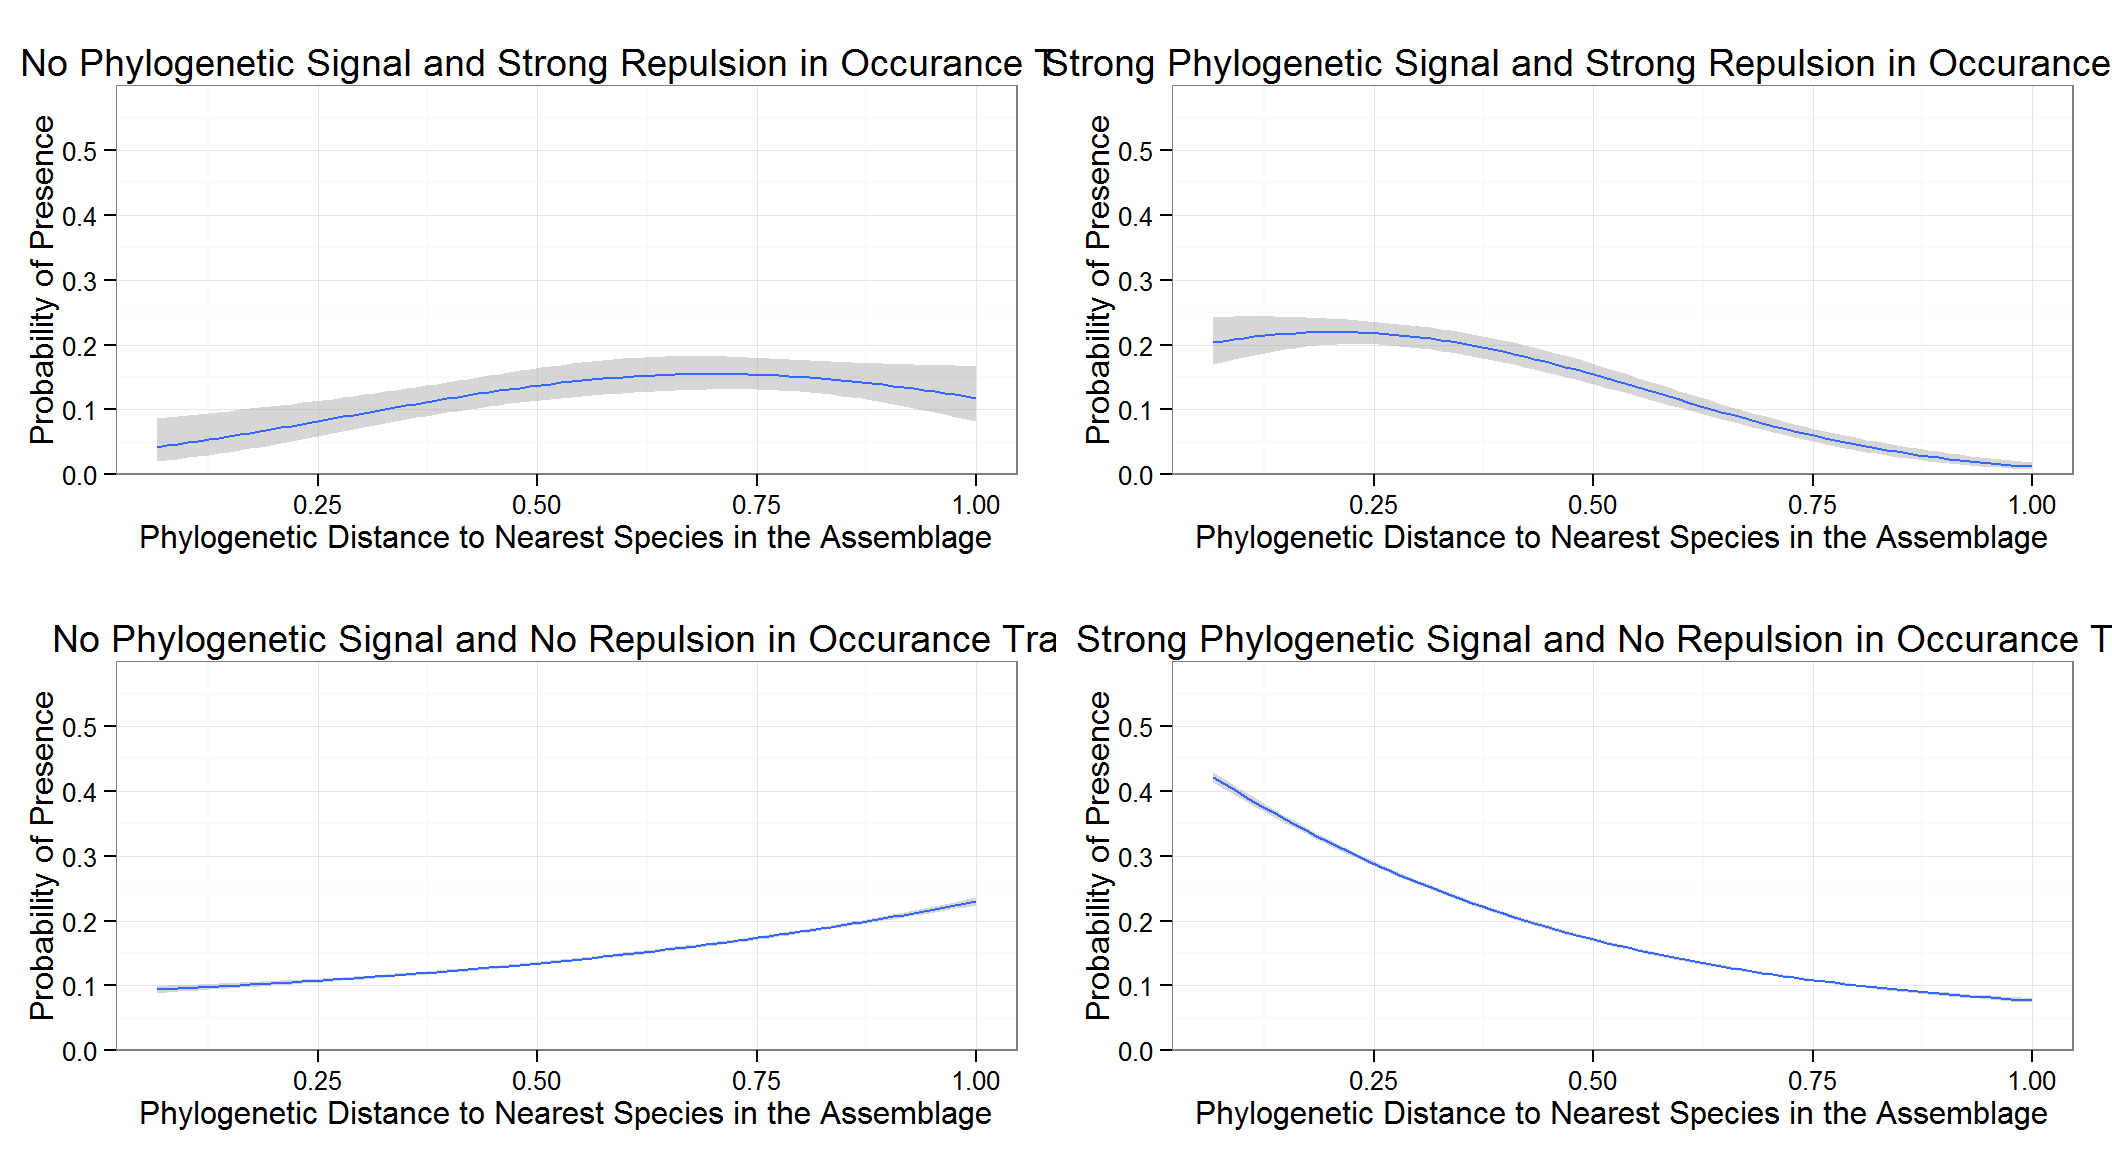 No Phylogenetic Signal and Strong Repulsion in Occurance T
Probability of Presence
0.5
0.4
0.3
0.2
0.1
0.0
0.25 0.50 0.75 1.00
Phylogenetic Distance to Nearest Species in the Assemblage
Strong Phylogenetic Signal and Strong Repulsion in Occurance
Probability of Presence
0.5
0.4
0.3
0.2
0.1
0.0
0.25 0.50 0.75 1.00
Phylogenetic Distance to Nearest Species in the Assemblage
No Phylogenetic Signal and No Repulsion in Occurance Tra
Probability of Presence
0.5
0.4
0.3
0.2
0.1
0.0
0.25 0.50 0.75 1.00
Phylogenetic Distance to Nearest Species in the Assemblage
Strong Phylogenetic Signal and No Repulsion in Occurance T
Probability of Presence
0.5
0.4
0.3
0.2
0.1
0.0
0.25 0.50 0.75 1.00
Phylogenetic Distance to Nearest Species in the Assemblage